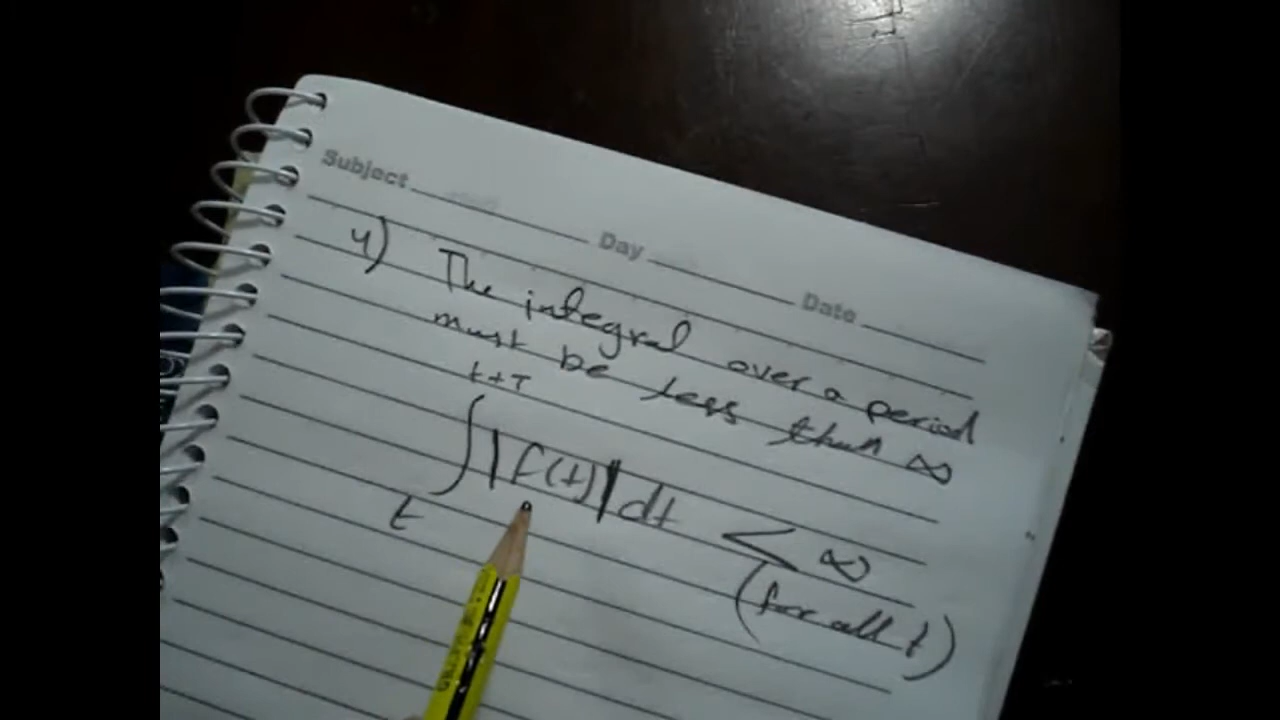 Subject Day Date
4) The integral over a period
must be less than ∞
t+T
∫ |f(t)| dt < ∞
t
(for all t)